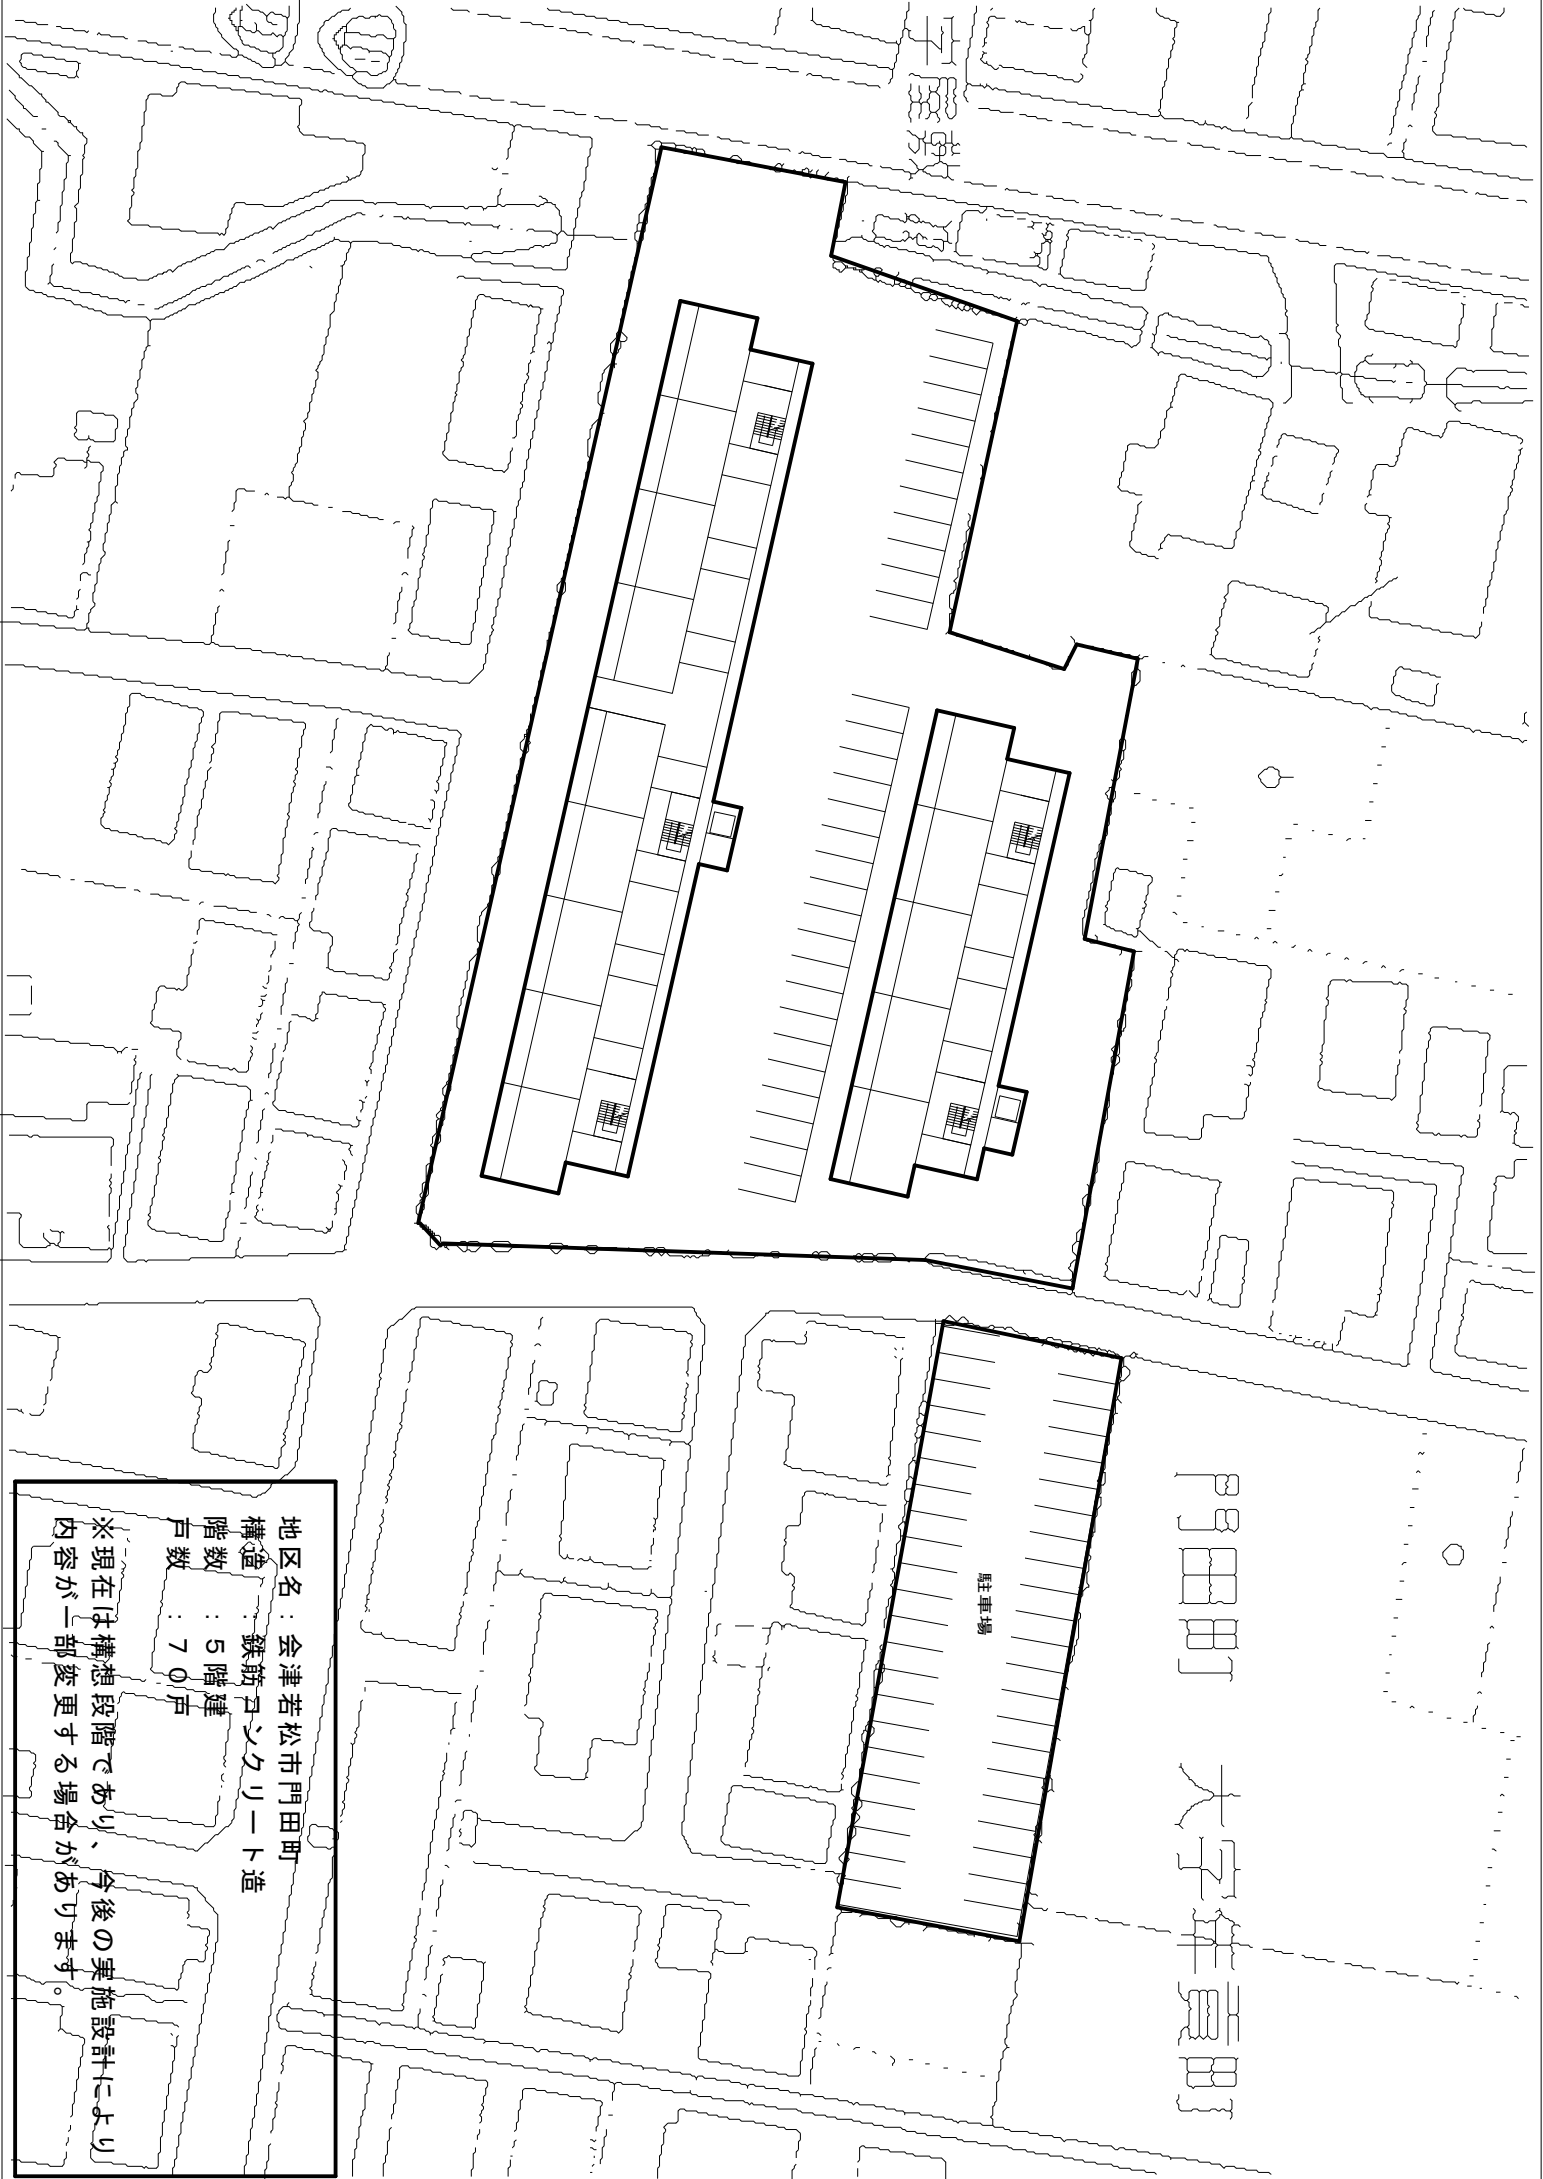 字隈媒
門田町　大字年貢町
駐車場
地区名：会津若松市門田町
構造　：鉄筋コンクリート造
階数　：５階建
戸数　：７０戸
※現在は構想段階であり、今後の実施設計により
内容が一部変更する場合があります。